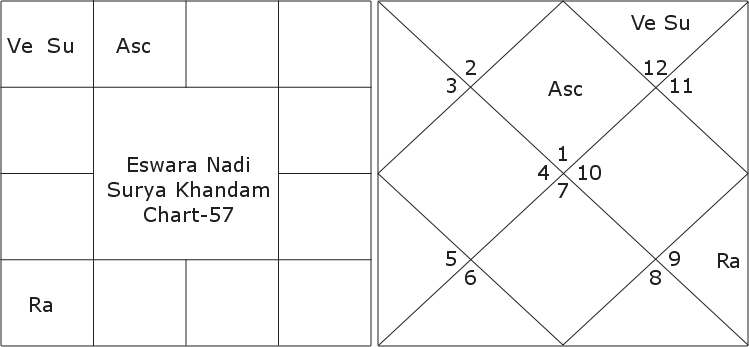 Ve Su
Asc
Eswara Nadi
Surya Khandam
Chart-57
Ra
Ve Su
2
12
3
11
Asc
1
4
10
7
5
9
Ra
6
8